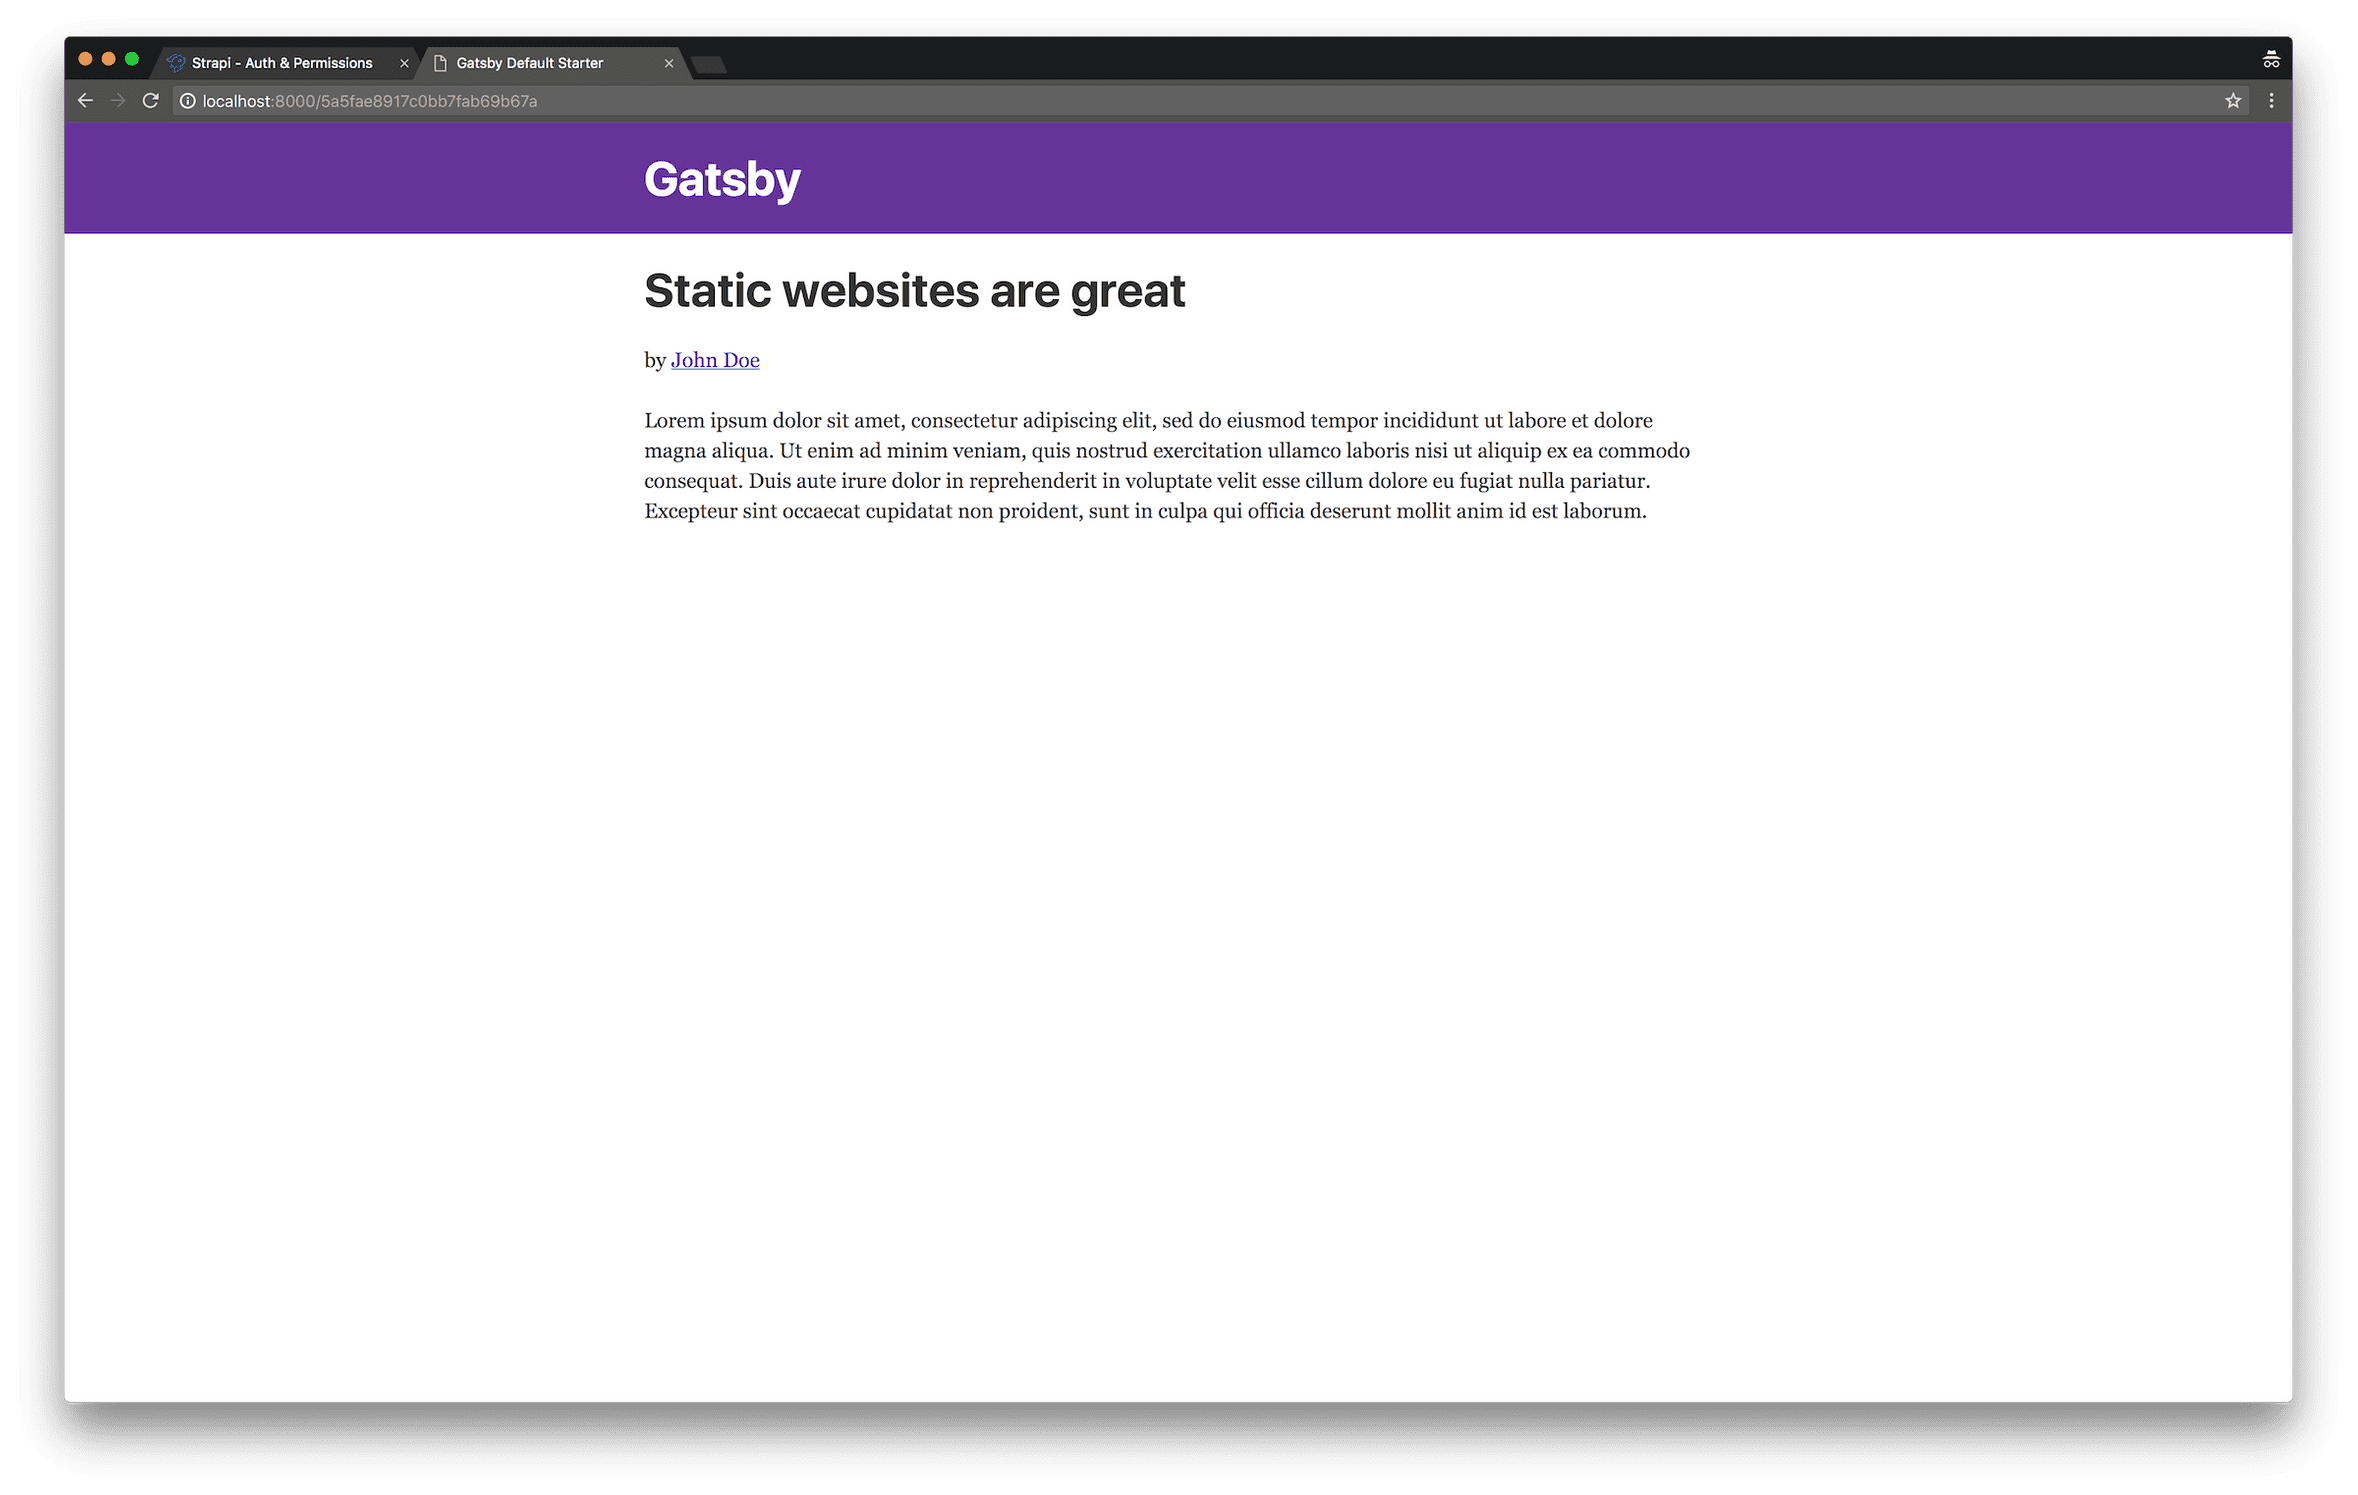 Strapi - Auth & Permissions
Gatsby Default Starter
localhost:8000/5a5fae8917c0bb7fab69b67a
Gatsby
Static websites are great
by John Doe
Lorem ipsum dolor sit amet, consectetur adipiscing elit, sed do eiusmod tempor incididunt ut labore et dolore
magna aliqua. Ut enim ad minim veniam, quis nostrud exercitation ullamco laboris nisi ut aliquip ex ea commodo
consequat. Duis aute irure dolor in reprehenderit in voluptate velit esse cillum dolore eu fugiat nulla pariatur.
Excepteur sint occaecat cupidatat non proident, sunt in culpa qui officia deserunt mollit anim id est laborum.